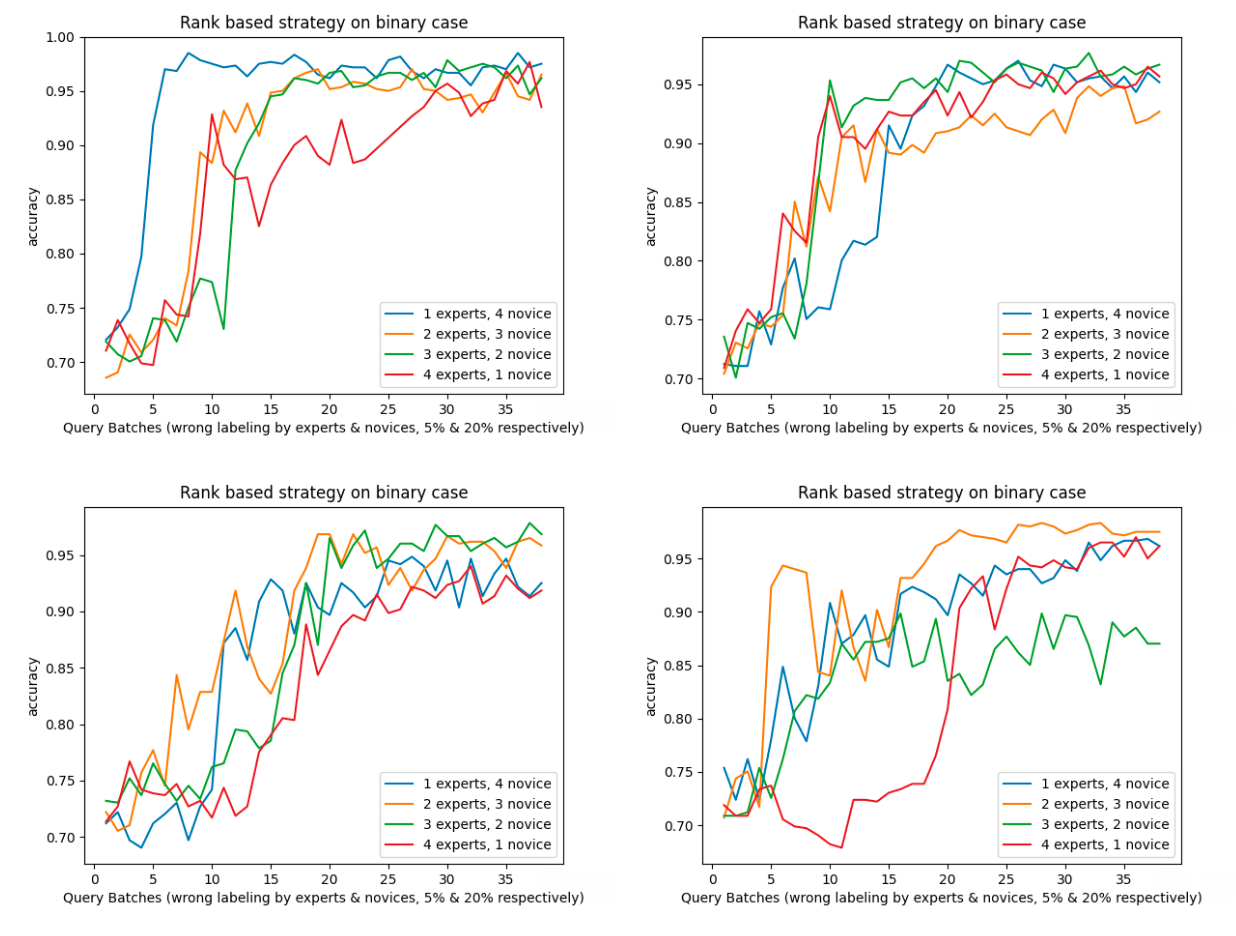 Rank based strategy on binary case
1.00
0.95
0.90
0.85
0.80
0.75
0.70
accuracy
1 experts, 4 novice
2 experts, 3 novice
3 experts, 2 novice
4 experts, 1 novice
0 5 10 15 20 25 30 35
Query Batches (wrong labeling by experts & novices, 5% & 20% respectively)
Rank based strategy on binary case
0.95
0.90
0.85
0.80
0.75
0.70
accuracy
1 experts, 4 novice
2 experts, 3 novice
3 experts, 2 novice
4 experts, 1 novice
0 5 10 15 20 25 30 35
Query Batches (wrong labeling by experts & novices, 5% & 20% respectively)
Rank based strategy on binary case
0.95
0.90
0.85
0.80
0.75
0.70
accuracy
1 experts, 4 novice
2 experts, 3 novice
3 experts, 2 novice
4 experts, 1 novice
0 5 10 15 20 25 30 35
Query Batches (wrong labeling by experts & novices, 5% & 20% respectively)
Rank based strategy on binary case
0.95
0.90
0.85
0.80
0.75
0.70
accuracy
1 experts, 4 novice
2 experts, 3 novice
3 experts, 2 novice
4 experts, 1 novice
0 5 10 15 20 25 30 35
Query Batches (wrong labeling by experts & novices, 5% & 20% respectively)